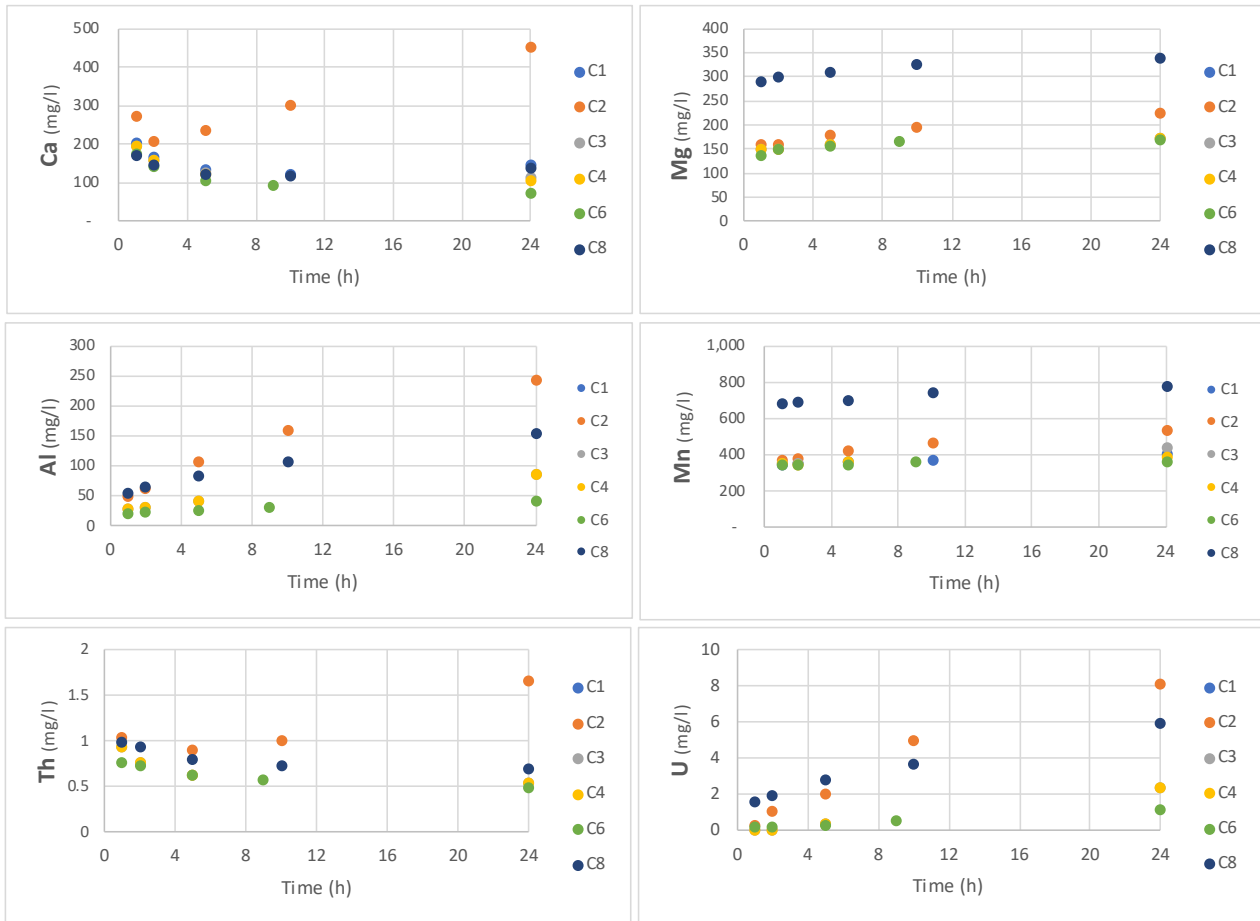 500
450
400
350
300
250
200
150
100
50
-
Ca (mg/l)
0 4 8 12 16 20 24
Time (h)
C1
C2
C3
C4
C6
C8
400
350
300
250
200
150
100
50
0
Mg (mg/l)
0 4 8 12 16 20 24
Time (h)
C1
C2
C3
C4
C6
C8
300
250
200
150
100
50
0
Al (mg/l)
0 4 8 12 16 20 24
Time (h)
C1
C2
C3
C4
C6
C8
1,000
800
600
400
200
-
Mn (mg/l)
0 4 8 12 16 20 24
Time (h)
C1
C2
C3
C4
C6
C8
2
1.5
1
0.5
0
Th (mg/l)
0 4 8 12 16 20 24
Time (h)
C1
C2
C3
C4
C6
C8
10
8
6
4
2
0
U (mg/l)
0 4 8 12 16 20 24
Time (h)
C1
C2
C3
C4
C6
C8